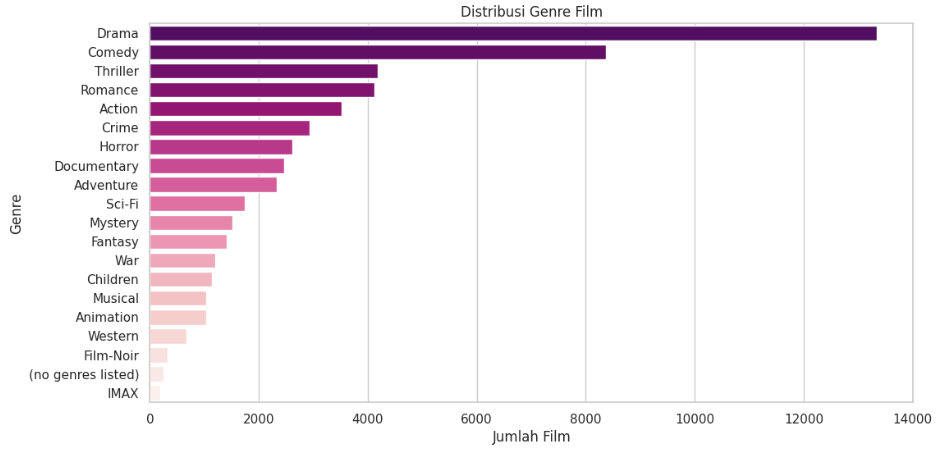 Distribusi Genre Film
Genre
Drama
Comedy
Thriller
Romance
Action
Crime
Horror
Documentary
Adventure
Sci-Fi
Mystery
Fantasy
War
Children
Musical
Animation
Western
Film-Noir
(no genres listed)
IMAX
0 2000 4000 6000 8000 10000 12000 14000
Jumlah Film